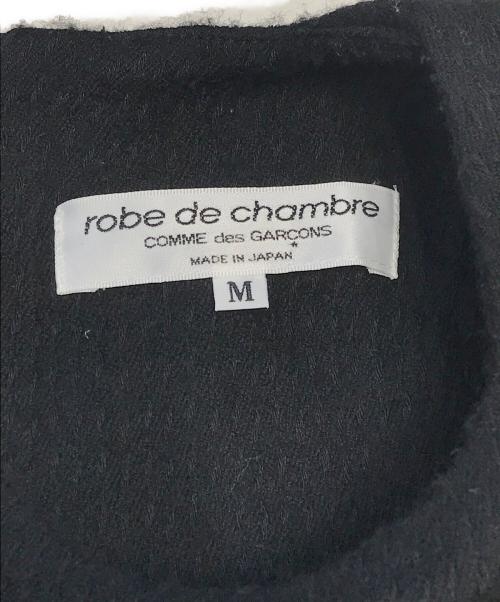 robe de chambre
COMME des GARÇONS
MADE IN JAPAN
M